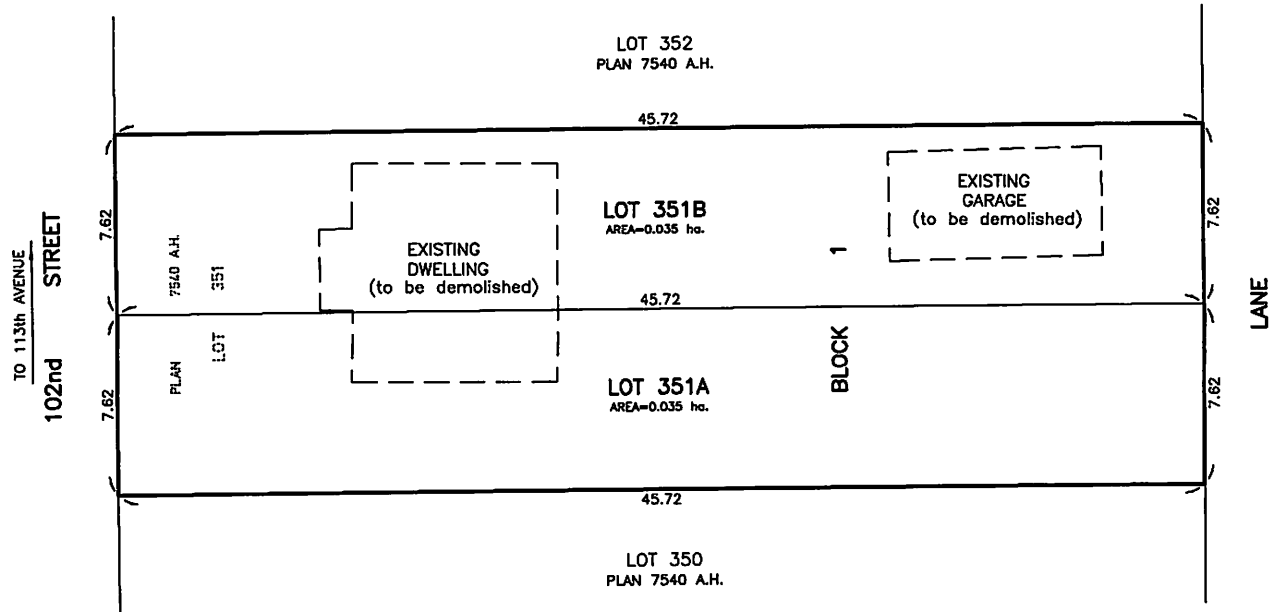 LOT 352
PLAN 7540 A.H.
45.72
7.62
LOT 351B
AREA=0.035 ha.
EXISTING
GARAGE
(to be demolished)
7.62
EXISTING
DWELLING
(to be demolished)
PLAN 7540 A.H.
LOT 351
BLOCK 1
45.72
TO 113th AVENUE
102nd STREET
LANE
7.62
LOT 351A
AREA=0.035 ha.
7.62
45.72
LOT 350
PLAN 7540 A.H.